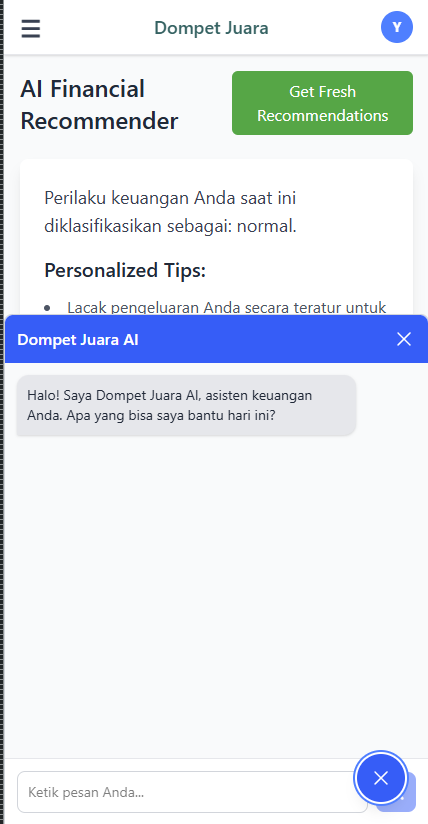 Dompet Juara
Y
AI Financial
Recommender
Get Fresh
Recommendations
Perilaku keuangan Anda saat ini
diklasifikasikan sebagai: normal.
Personalized Tips:
Lacak pengeluaran Anda secara teratur untuk
Dompet Juara AI
Halo! Saya Dompet Juara AI, asisten keuangan
Anda. Apa yang bisa saya bantu hari ini?
Ketik pesan Anda...